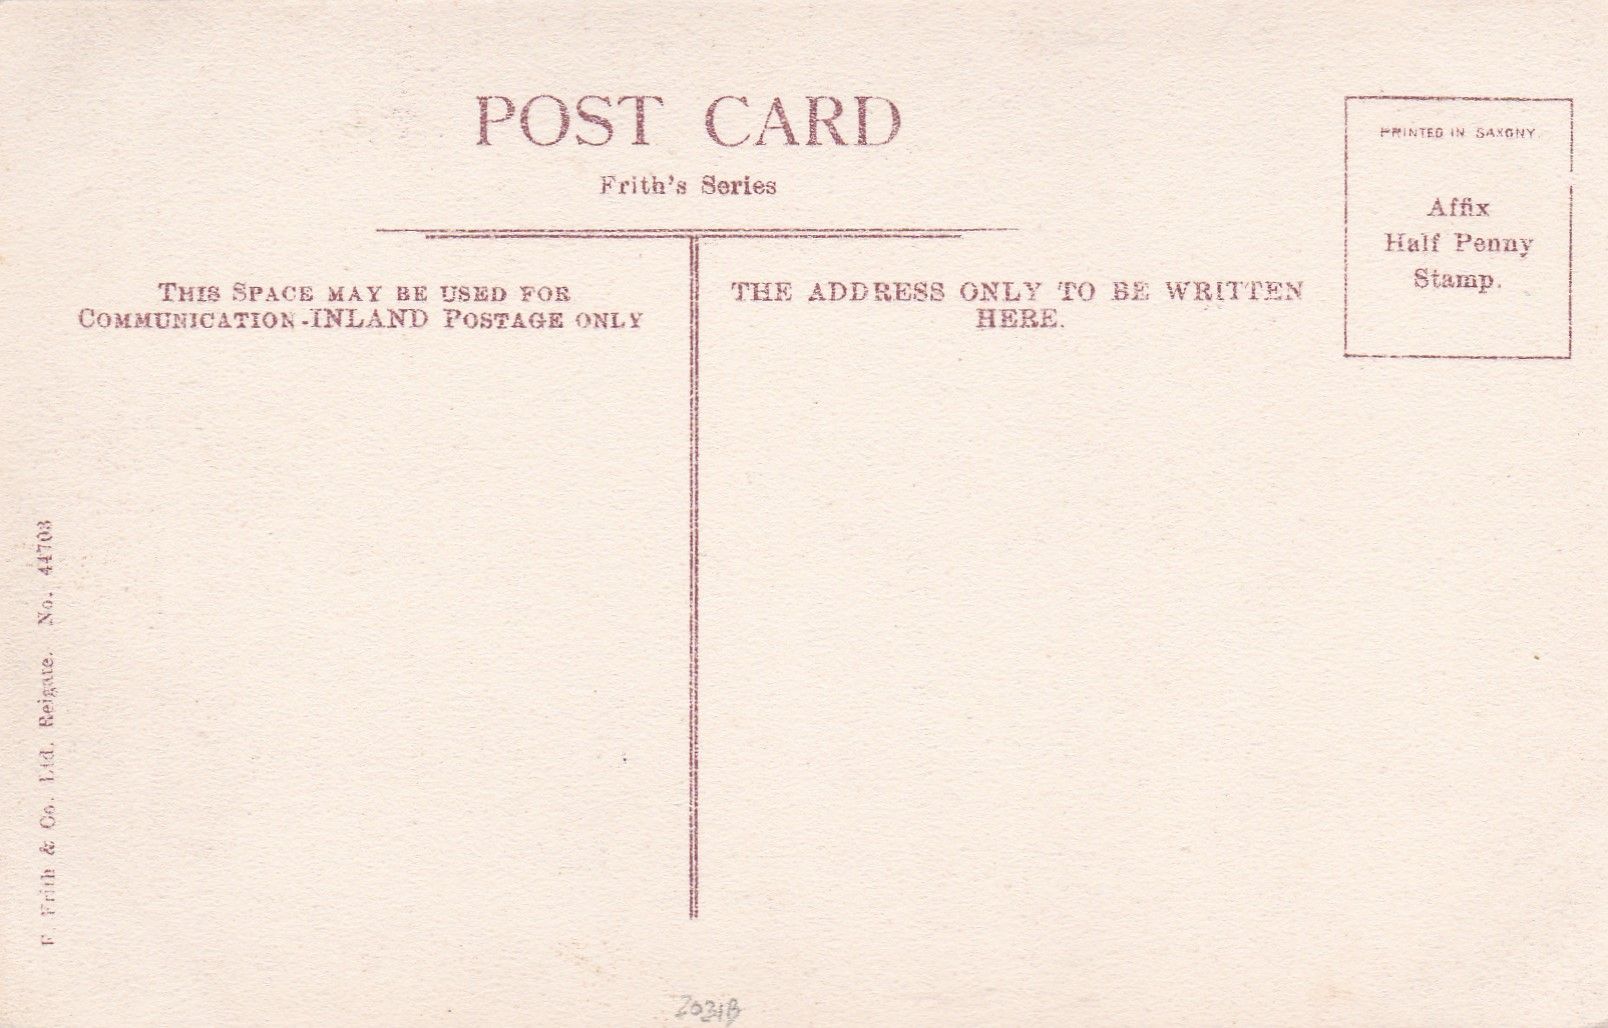 POST CARD
Frith's Series
PRINTED IN SAXONY.
Affix
Half Penny
Stamp.
THIS SPACE MAY BE USED FOR
COMMUNICATION-INLAND POSTAGE ONLY
THE ADDRESS ONLY TO BE WRITTEN
HERE.
F. Frith & Co. Ltd. Reigate. No. 44703
2031B